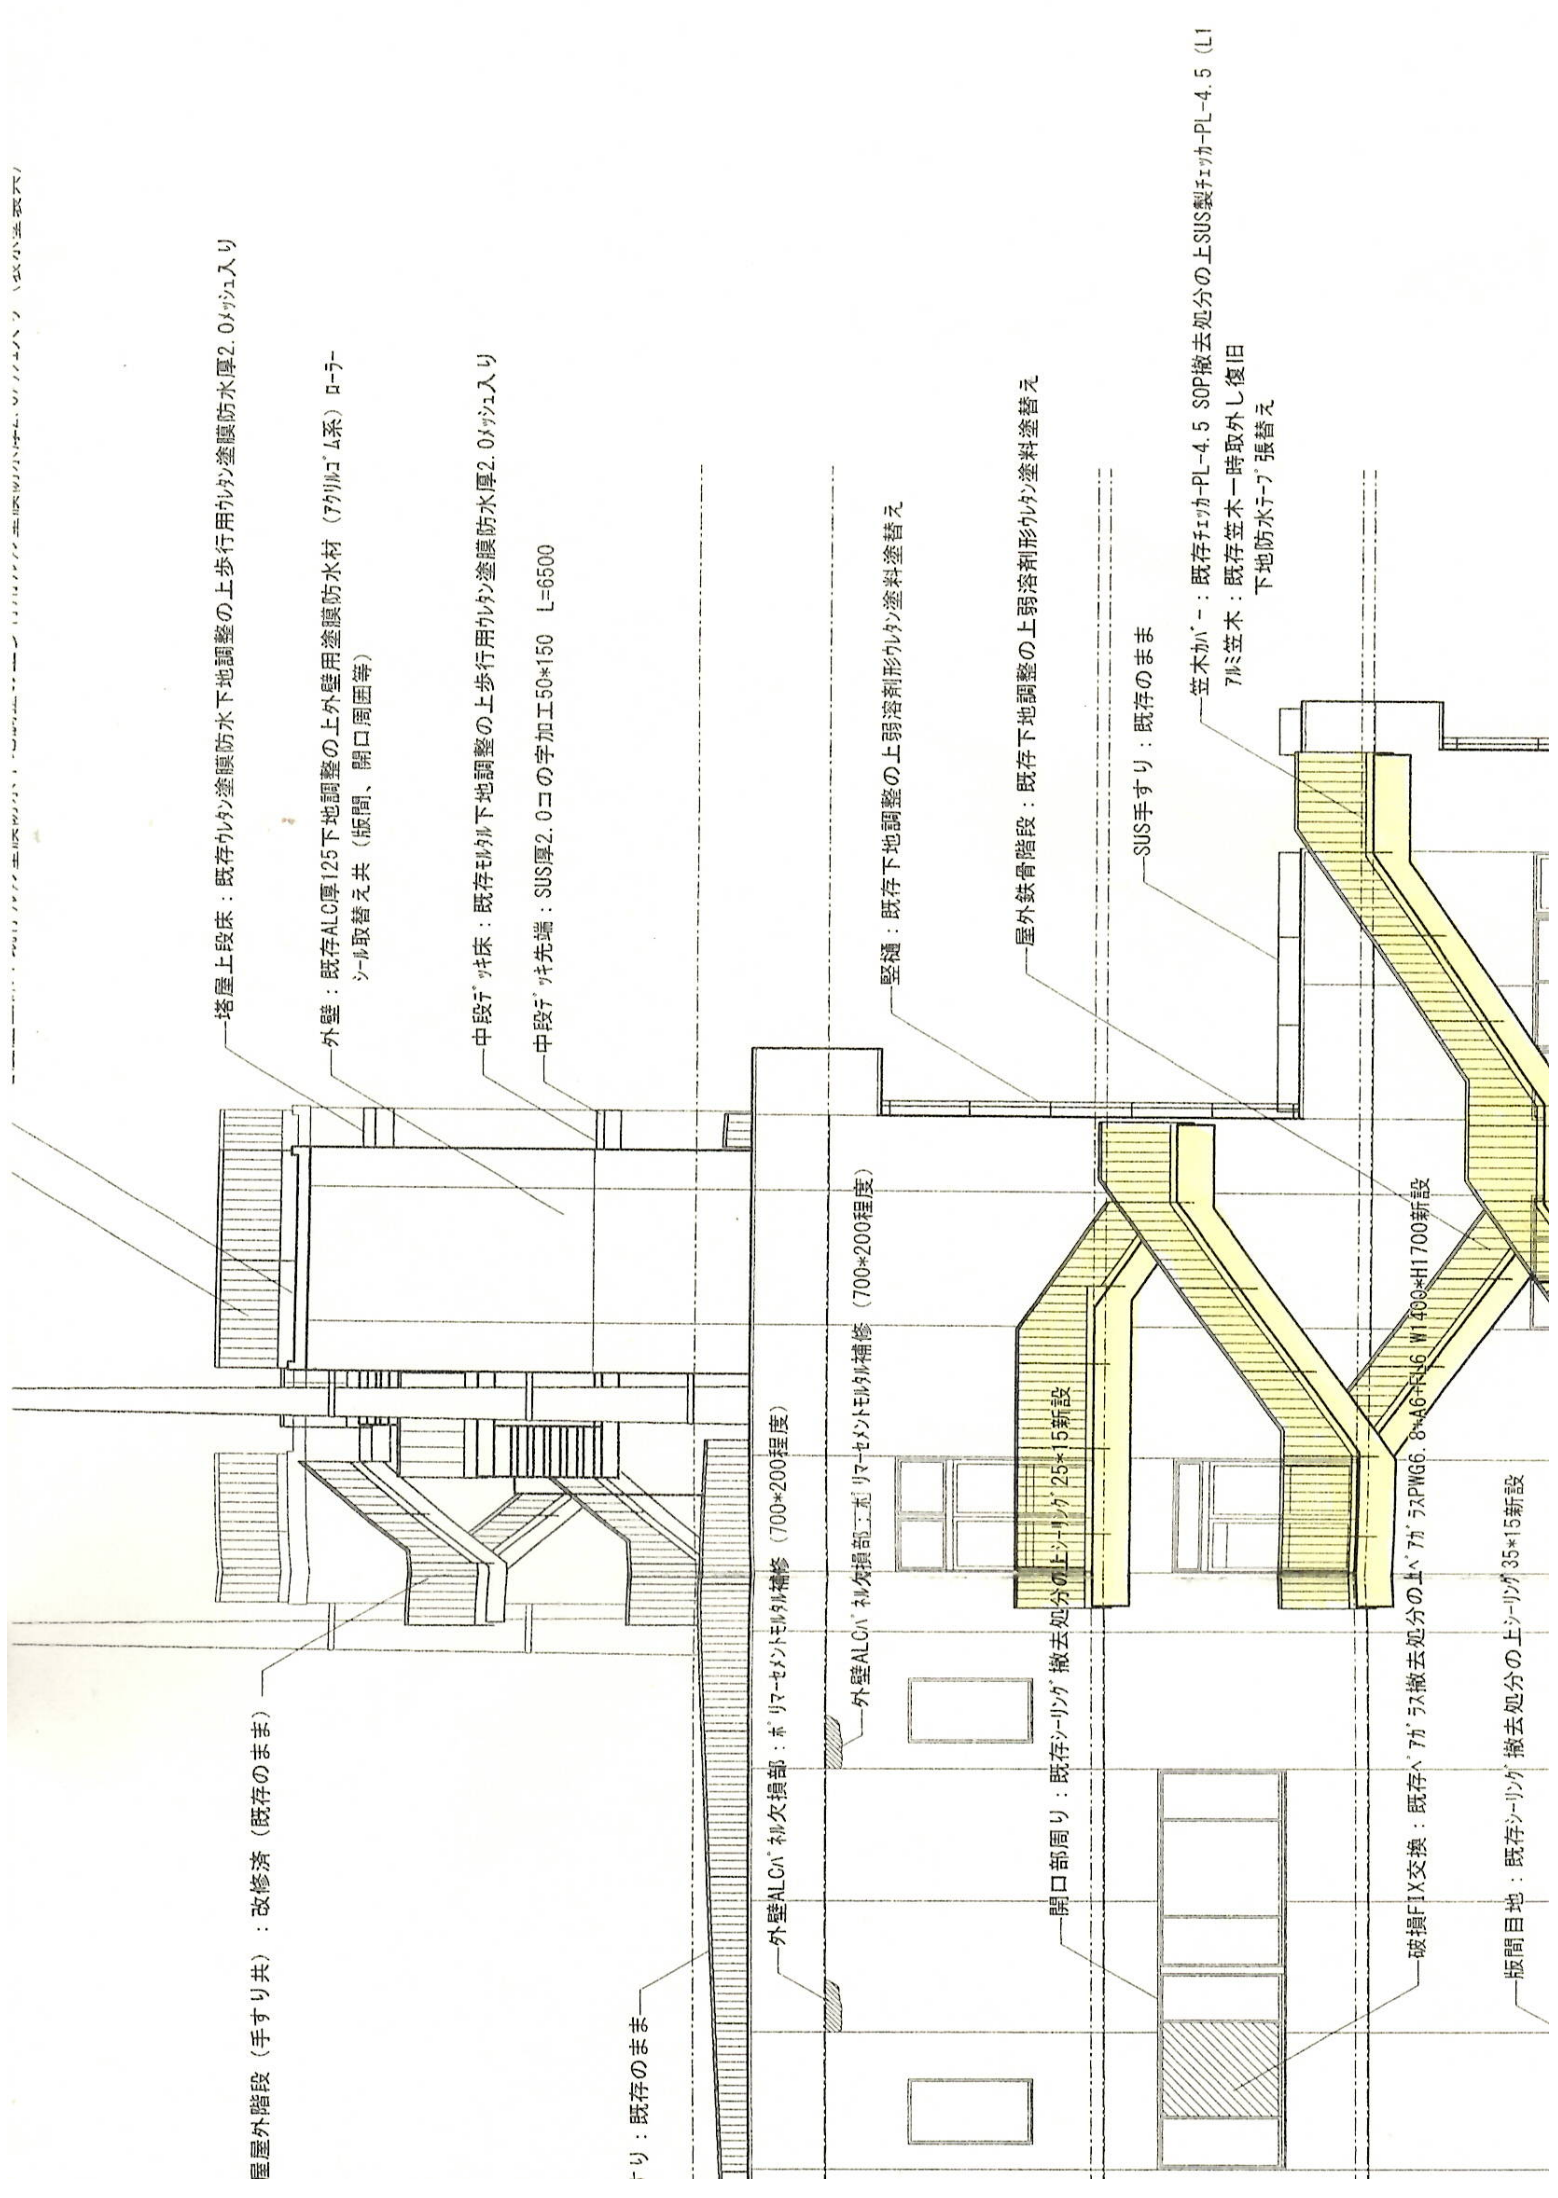 塔屋上段床：既存ウレタン塗膜防水下地調整の上歩行用ウレタン塗膜防水厚2.0メッシュ入り
外壁：既存ALC厚125下地調整の上外壁用塗膜防水材（アクリルゴム系）ローラー
シール取替え共（版間、開口周囲等）
中段デッキ床：既存モルタル下地調整の上歩行用ウレタン塗膜防水厚2.0メッシュ入り
中段デッキ先端：SUS厚2.0コの字加工50*150　L=6500
竪樋：既存下地調整の上弱溶剤形ウレタン塗料塗替え
屋外鉄骨階段：既存下地調整の上弱溶剤形ウレタン塗料塗替え
SUS手すり：既存のまま
笠木カバー：既存チェッカーPL-4.5 SOP撤去処分の上SUS製チェッカーPL-4.5（L1
アルミ笠木：既存笠木一時取外し復旧
下地防水テープ張替え
屋屋外階段（手すり共）：改修済（既存のまま）
すり：既存のまま
外壁ALCパネル欠損部：ポリマーセメントモルタル補修（700*200程度）
外壁ALCパネル欠損部：ポリマーセメントモルタル補修（700*200程度）
開口部周り：既存シーリング撤去処分の上シーリング25*15新設
破損FIX交換：既存ペアガラス撤去処分の上ペアガラスPWG6.8*A6+FL6 W1400*H1700新設
版間目地：既存シーリング撤去処分の上シーリング35*15新設